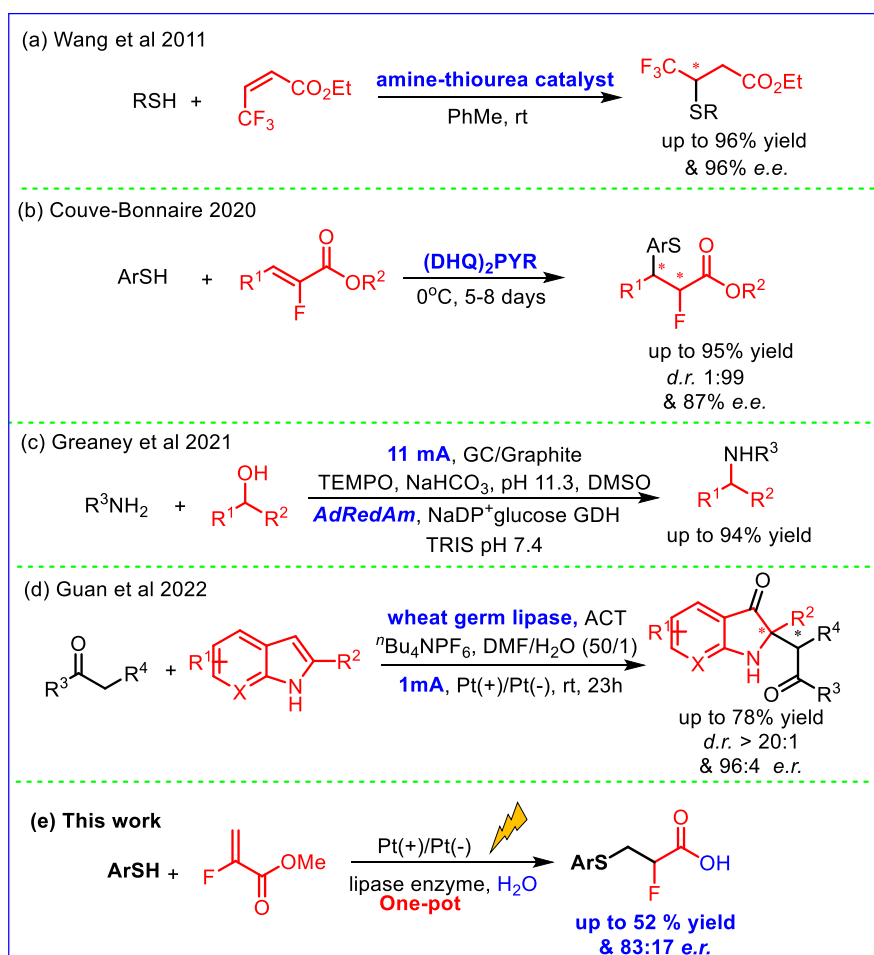 (a) Wang et al 2011
RSH + CO₂Et CF₃ amine-thiourea catalyst PhMe, rt F₃C * CO₂Et SR
up to 96% yield
& 96% e.e.
(b) Couve-Bonnaire 2020
ArSH + R¹ O OR² F (DHQ)₂PYR 0°C, 5-8 days ArS O R¹ * * OR² F
up to 95% yield
d.r. 1:99
& 87% e.e.
(c) Greaney et al 2021
R³NH₂ + OH R¹ R² 11 mA, GC/Graphite
TEMPO, NaHCO₃, pH 11.3, DMSO
AdRedAm, NaDP⁺glucose GDH
TRIS pH 7.4
NHR³ R¹ R²
up to 94% yield
(d) Guan et al 2022
O R³ R⁴ + R¹ X N H R² wheat germ lipase, ACT
ⁿBu₄NPF₆, DMF/H₂O (50/1)
1mA, Pt(+)/Pt(-), rt, 23h
O R² R¹ * * R⁴ X N H O R³
up to 78% yield
d.r. > 20:1
& 96:4 e.r.
(e) This work
ArSH + F OMe O Pt(+)/Pt(-)
lipase enzyme, H₂O
One-pot
ArS O OH F
up to 52 % yield
& 83:17 e.r.